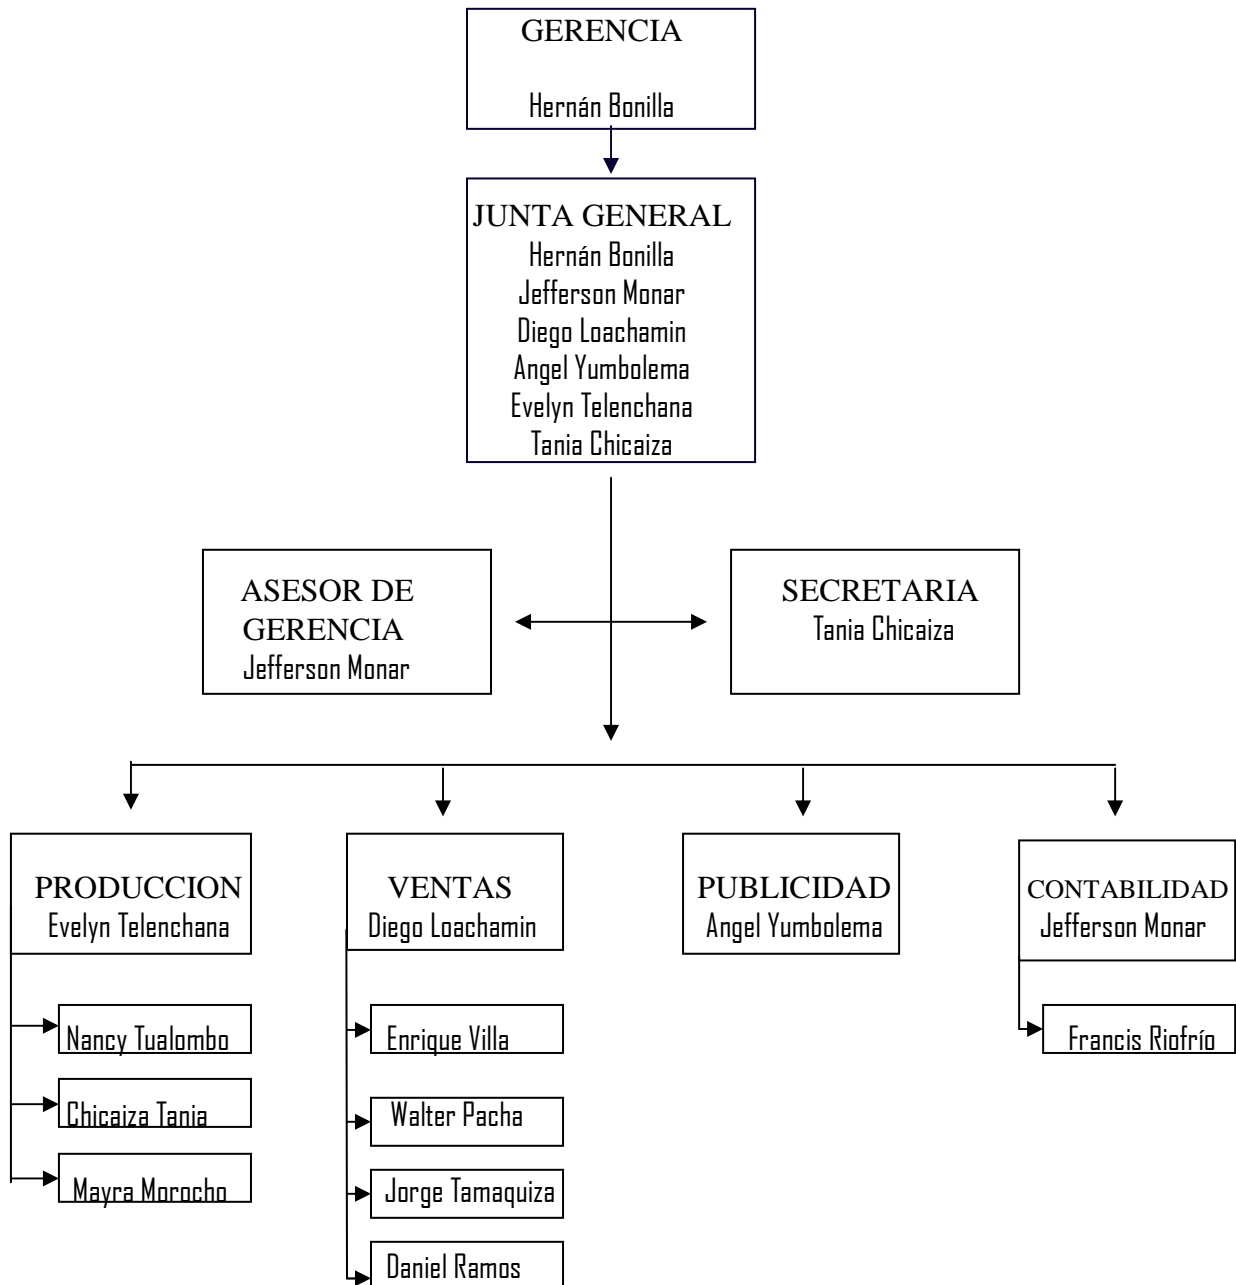 GERENCIA
Hernán Bonilla
JUNTA GENERAL
Hernán Bonilla
Jefferson Monar
Diego Loachamin
Angel Yumbolema
Evelyn Telenchana
Tania Chicaiza
ASESOR DE
GERENCIA
Jefferson Monar
SECRETARIA
Tania Chicaiza
PRODUCCION
Evelyn Telenchana
Nancy Tualombo
Chicaiza Tania
Mayra Morocho
VENTAS
Diego Loachamin
Enrique Villa
Walter Pacha
Jorge Tamaquiza
Daniel Ramos
PUBLICIDAD
Angel Yumbolema
CONTABILIDAD
Jefferson Monar
Francis Riofrío